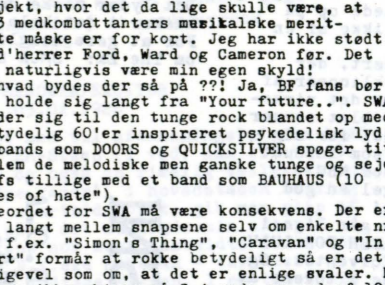 jekt, hvor det da lige skulle være, at
medkombattanters musikalske merit-
te måske er for kort. Jeg har ikke stødt
d'herrer Ford, Ward og Cameron før. Det
naturligvis være min egen skyld!
hvad bydes der så på ??! Ja, BF fans bør
holde sig langt fra "Your future..". SWA
der sig til den tunge rock blandet op med
tydelig 60'er inspireret psykedelisk lyd
bands som DOORS og QUICKSILVER spøger tit
lem de melodiske men ganske tunge og seje
fs tillige med et band som BAUHAUS (10
es of hate").
eordet for SWA må være konsekvens. Der er
langt mellem snapsene selv om enkelte n
f.ex. "Simon's Thing", "Caravan" og "In
rt" formår at rokke betydeligt så er det
ligevel som om, at det er enlige svaler.